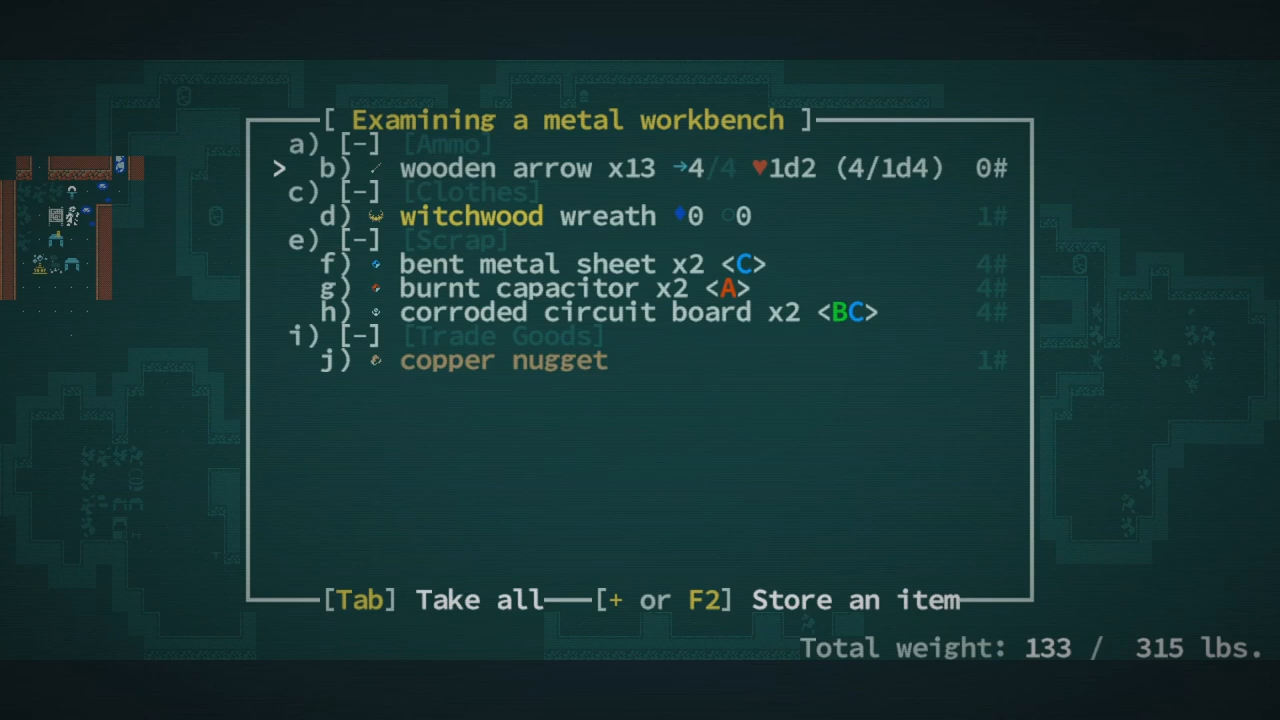 [ Examining a metal workbench ]
a) [-] [Ammo]
> b) wooden arrow x13 →4/4 ♥1d2 (4/1d4) 0#
c) [-] [Clothes]
d) witchwood wreath ♦0 ○0 1#
e) [-] [Scrap]
f) bent metal sheet x2 <C> 4#
g) burnt capacitor x2 <A> 4#
h) corroded circuit board x2 <BC> 4#
i) [-] [Trade Goods]
j) copper nugget 1#
[Tab] Take all [+ or F2] Store an item
Total weight: 133 / 315 lbs.